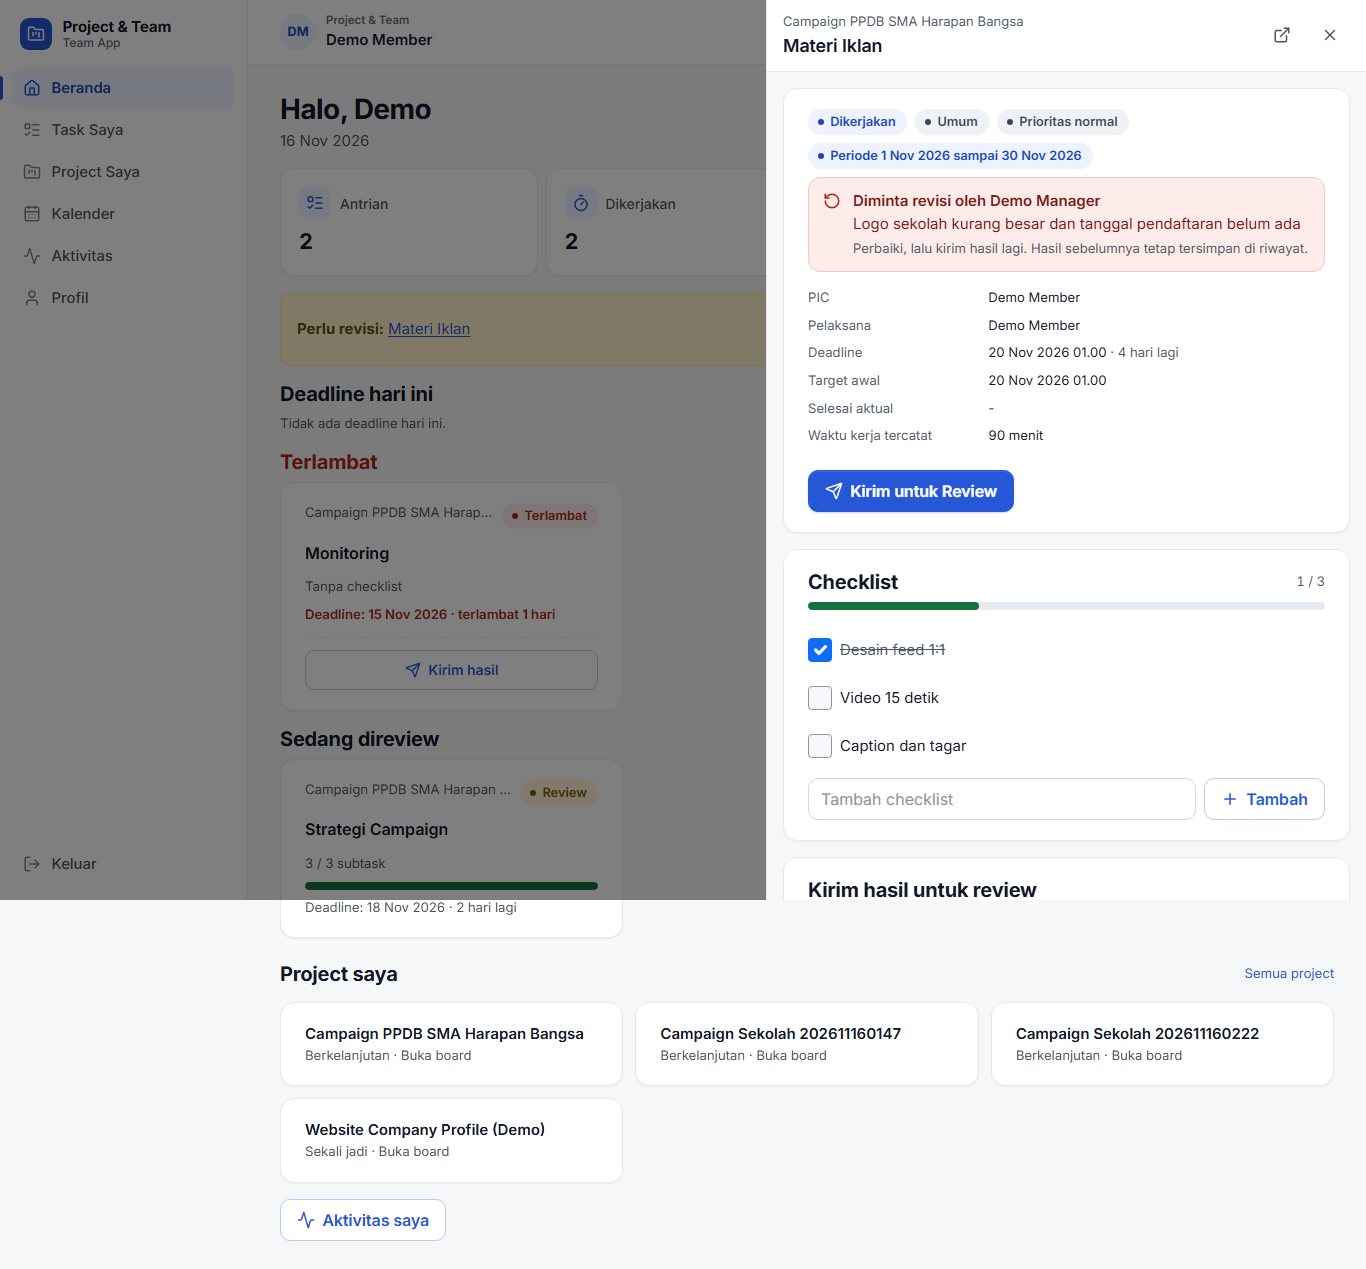 Project & Team
Team App
Beranda
Task Saya
Project Saya
Kalender
Aktivitas
Profil
Keluar
DM
Project & Team
Demo Member
Halo, Demo
16 Nov 2026
Antrian
2
Dikerjakan
2
Perlu revisi: Materi Iklan
Deadline hari ini
Tidak ada deadline hari ini.
Terlambat
Campaign PPDB SMA Harap...
Terlambat
Monitoring
Tanpa checklist
Deadline: 15 Nov 2026 · terlambat 1 hari
Kirim hasil
Sedang direview
Campaign PPDB SMA Harapan ...
Review
Strategi Campaign
3 / 3 subtask
Deadline: 18 Nov 2026 · 2 hari lagi
Project saya
Semua project
Campaign PPDB SMA Harapan Bangsa
Berkelanjutan · Buka board
Campaign Sekolah 202611160147
Berkelanjutan · Buka board
Campaign Sekolah 202611160222
Berkelanjutan · Buka board
Website Company Profile (Demo)
Sekali jadi · Buka board
Aktivitas saya
Campaign PPDB SMA Harapan Bangsa
Materi Iklan
Dikerjakan
Umum
Prioritas normal
Periode 1 Nov 2026 sampai 30 Nov 2026
Diminta revisi oleh Demo Manager
Logo sekolah kurang besar dan tanggal pendaftaran belum ada
Perbaiki, lalu kirim hasil lagi. Hasil sebelumnya tetap tersimpan di riwayat.
PIC Demo Member
Pelaksana Demo Member
Deadline 20 Nov 2026 01.00 · 4 hari lagi
Target awal 20 Nov 2026 01.00
Selesai aktual -
Waktu kerja tercatat 90 menit
Kirim untuk Review
Checklist
1 / 3
Desain feed 1:1
Video 15 detik
Caption dan tagar
Tambah checklist
Tambah
Kirim hasil untuk review